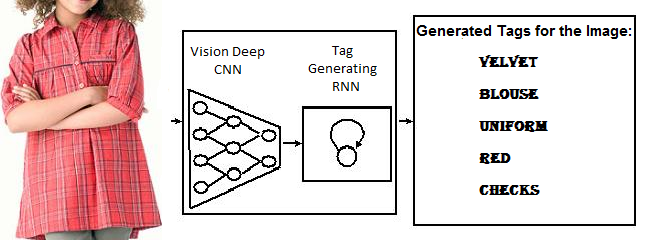 Vision Deep
CNN
Tag
Generating
RNN
Generated Tags for the Image:
VELVET
BLOUSE
UNIFORM
RED
CHECKS